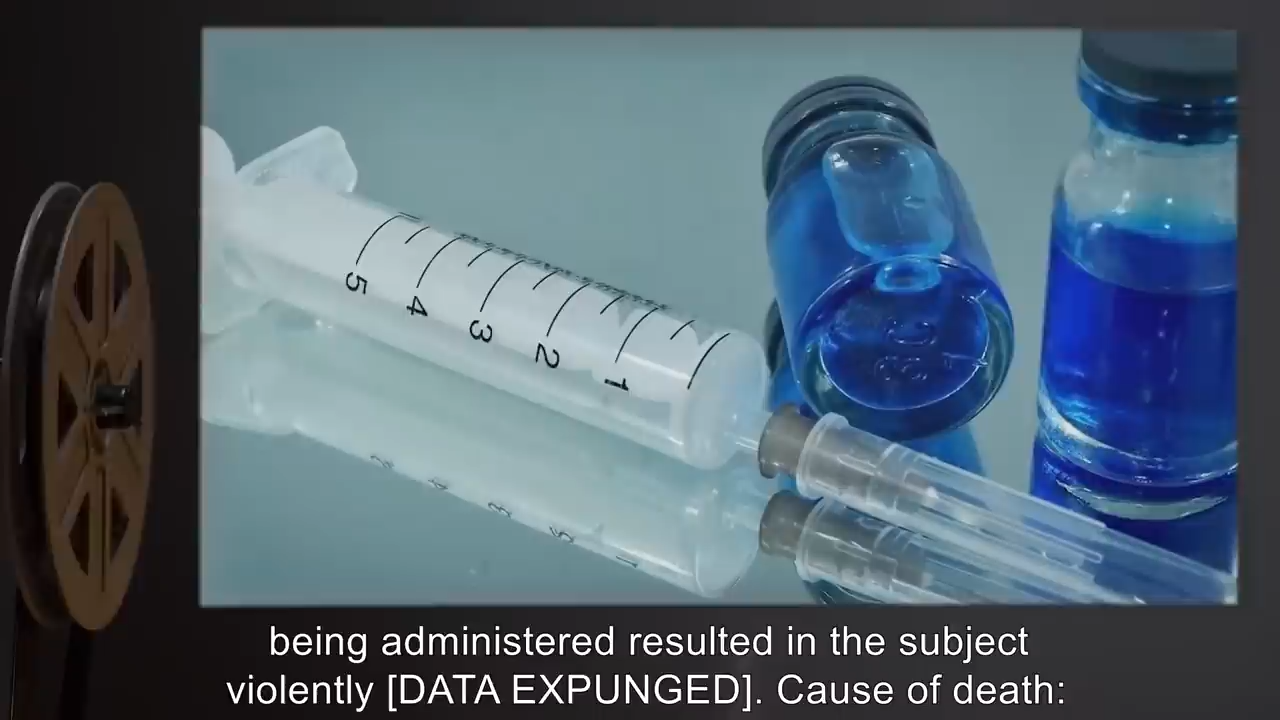 5
4
3
2
1
being administered resulted in the subject
violently [DATA EXPUNGED]. Cause of death: